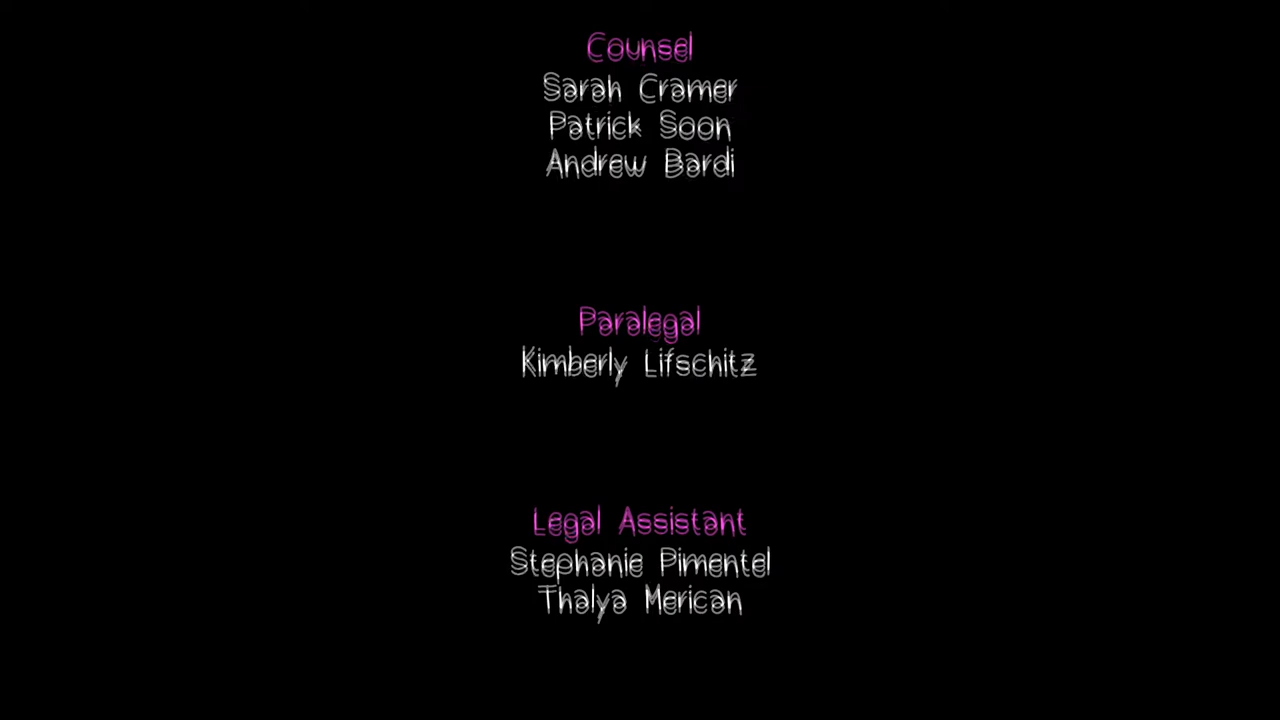 Counsel
Sarah Cramer
Patrick Soon
Andrew Bardi
Paralegal
Kimberly Lifschitz
Legal Assistant
Stephanie Pimentel
Thalya Merican